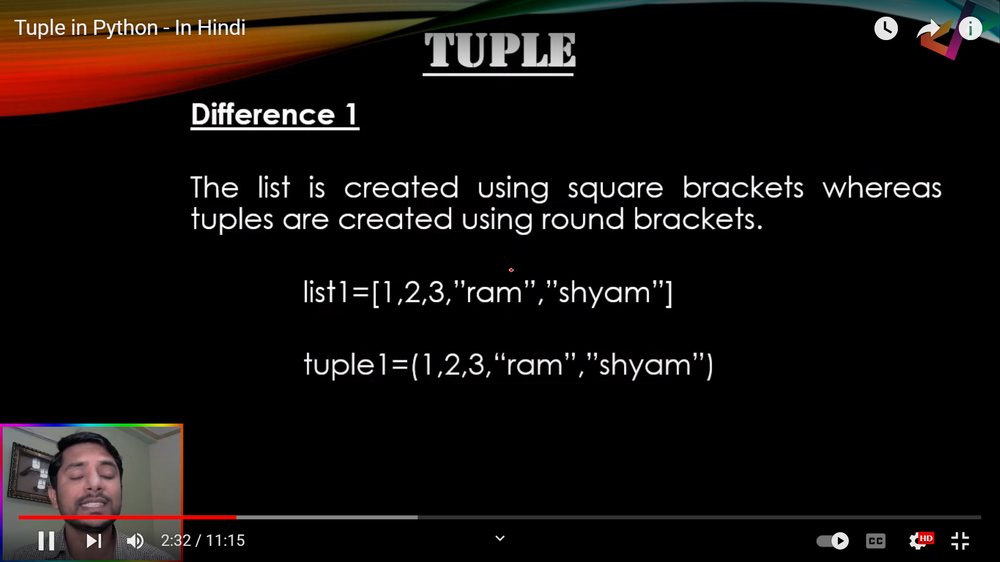 Tuple in Python - In Hindi
TUPLE
Difference 1
The list is created using square brackets whereas
tuples are created using round brackets.
list1=[1,2,3,”ram”,”shyam”]
tuple1=(1,2,3,“ram”,”shyam”)
2:32 / 11:15
CC
HD